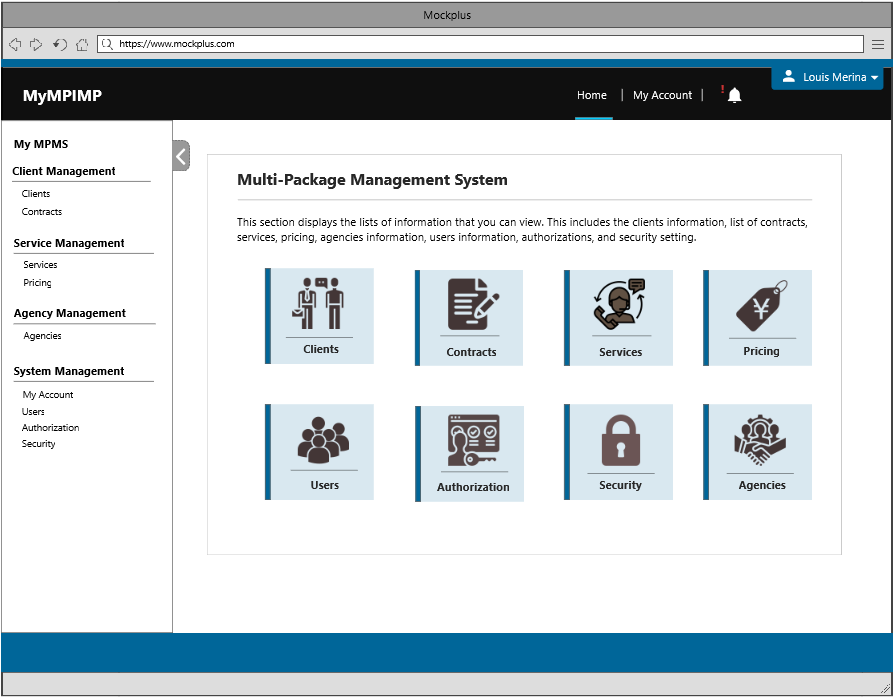 Mockplus
https://www.mockplus.com
Louis Merina
MyMPIMP
Home | My Account | !
My MPMS
Client Management
Clients
Contracts
Service Management
Services
Pricing
Agency Management
Agencies
System Management
My Account
Users
Authorization
Security
Multi-Package Management System
This section displays the lists of information that you can view. This includes the clients information, list of contracts,
services, pricing, agencies information, users information, authorizations, and security setting.
Clients
Contracts
Services
¥
Pricing
Users
Authorization
Security
Agencies